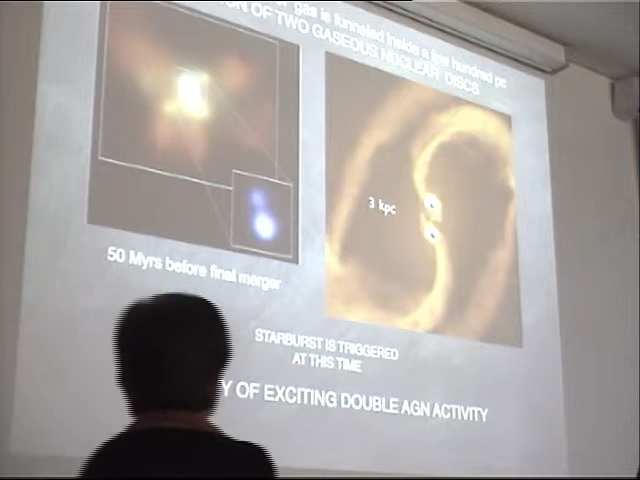 gas is funneled inside a few hundred pc
ON OF TWO GASEOUS NUCLEAR DISCS
3 kpc
50 Myrs before final merger
STARBURST IS TRIGGERED
AT THIS TIME
Y OF EXCITING DOUBLE AGN ACTIVITY